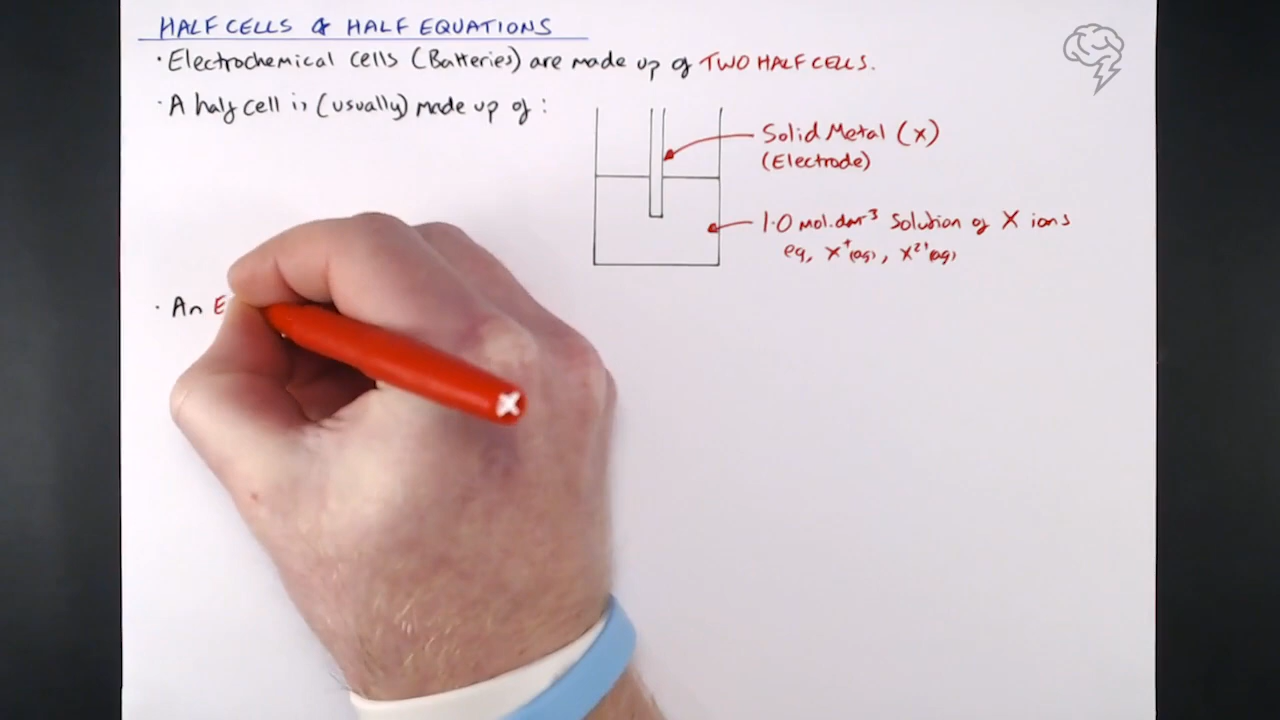 HALF CELLS & HALF EQUATIONS
· Electrochemical cells (Batteries) are made up of TWO HALF CELLS.
· A half cell is (usually) made up of :
Solid Metal (X)
(Electrode)
1.0 mol.dm⁻³ Solution of X ions
eg, X⁺(aq), X²⁺(aq)
· An E